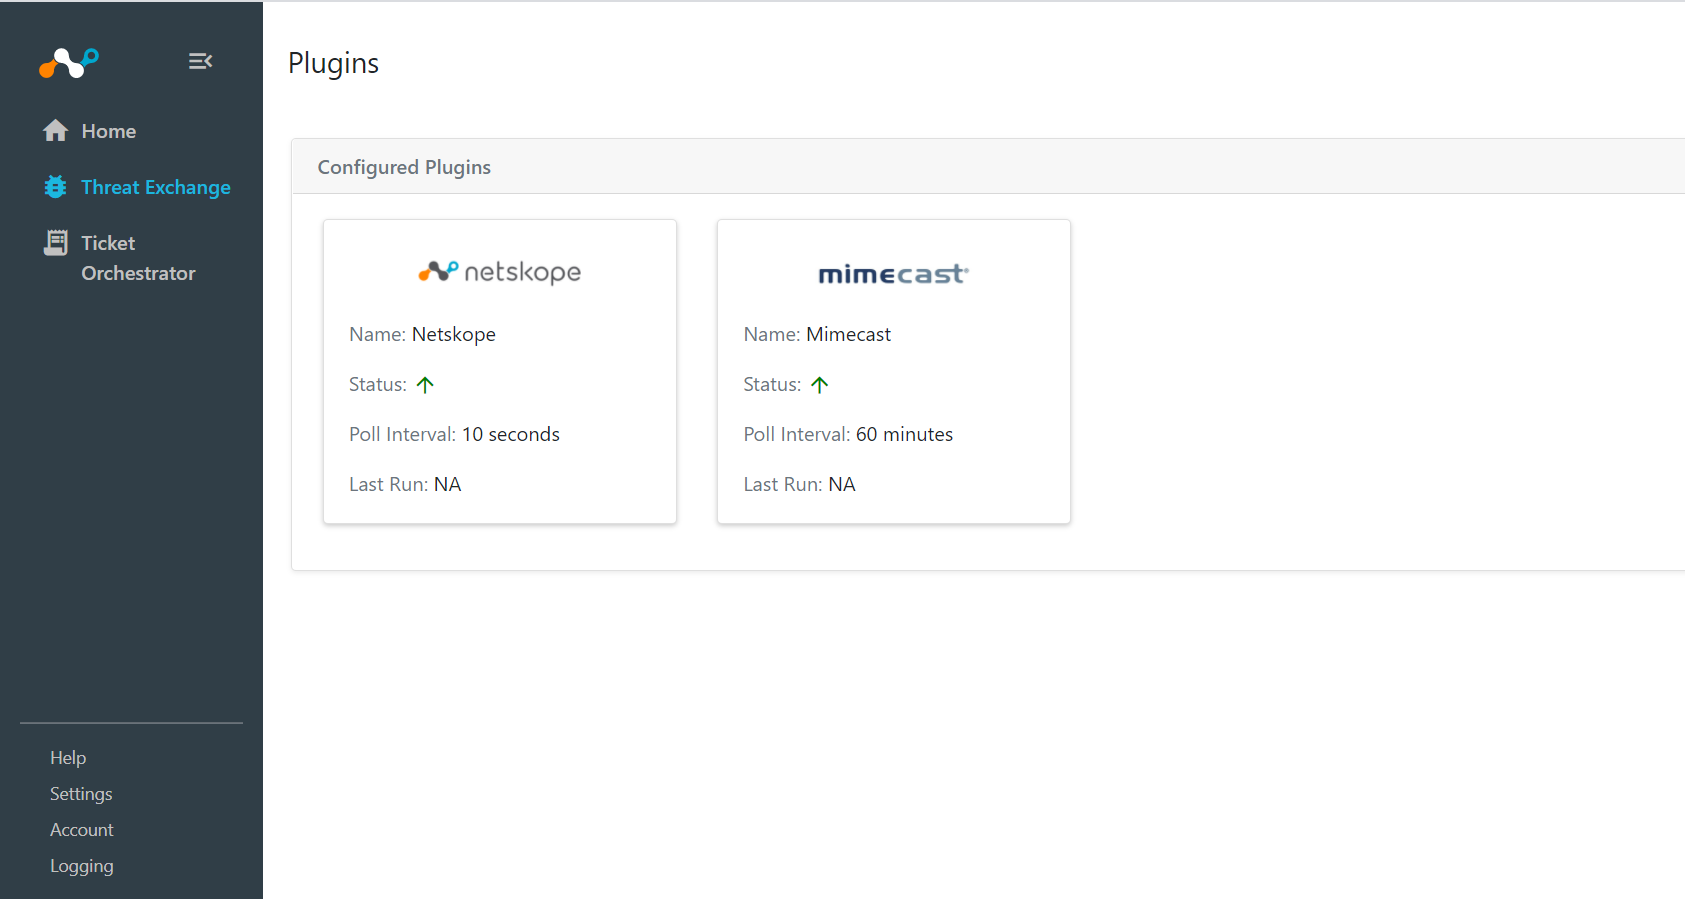 Home
Threat Exchange
Ticket
Orchestrator
Help
Settings
Account
Logging
Plugins
Configured Plugins
netskope
Name: Netskope
Status:
Poll Interval: 10 seconds
Last Run: NA
mimecast®
Name: Mimecast
Status:
Poll Interval: 60 minutes
Last Run: NA